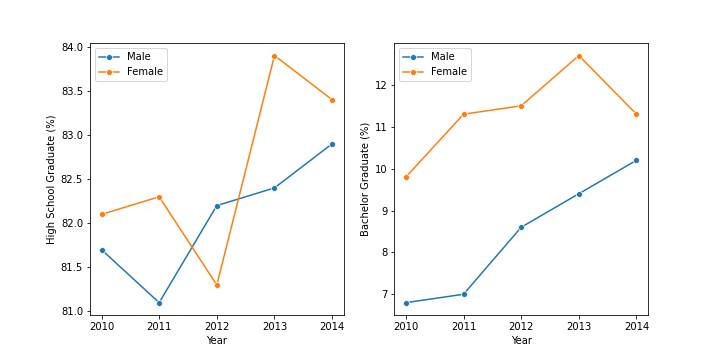 84.0
83.5
83.0
82.5
82.0
81.5
81.0
High School Graduate (%)
Male
Female
2010 2011 2012 2013 2014
Year
12
11
10
9
8
7
Bachelor Graduate (%)
Male
Female
2010 2011 2012 2013 2014
Year